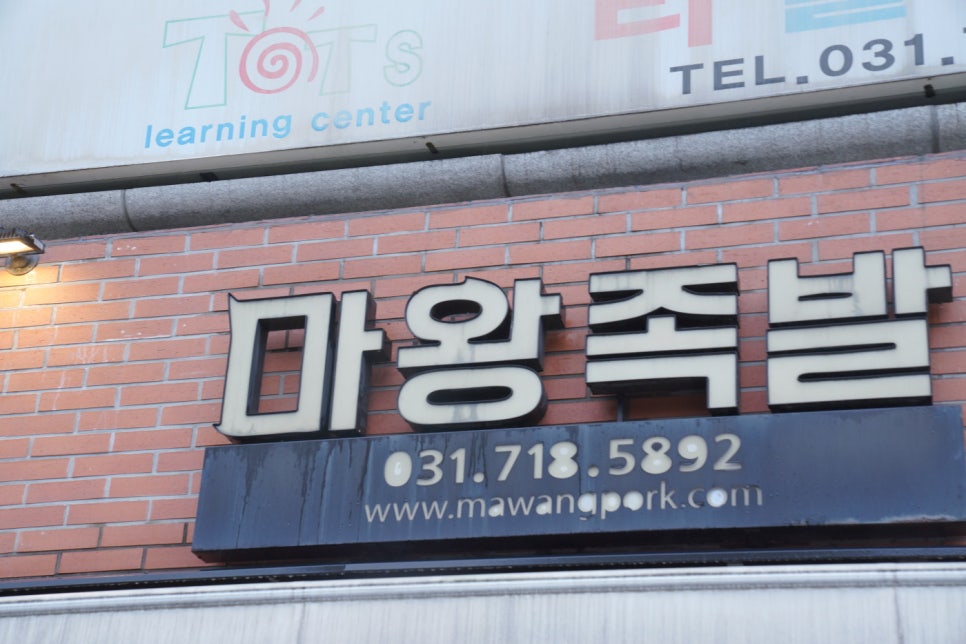 TOTs
learning center
TEL.031.
마왕족발
031.718.5892
www.mawangpork.com